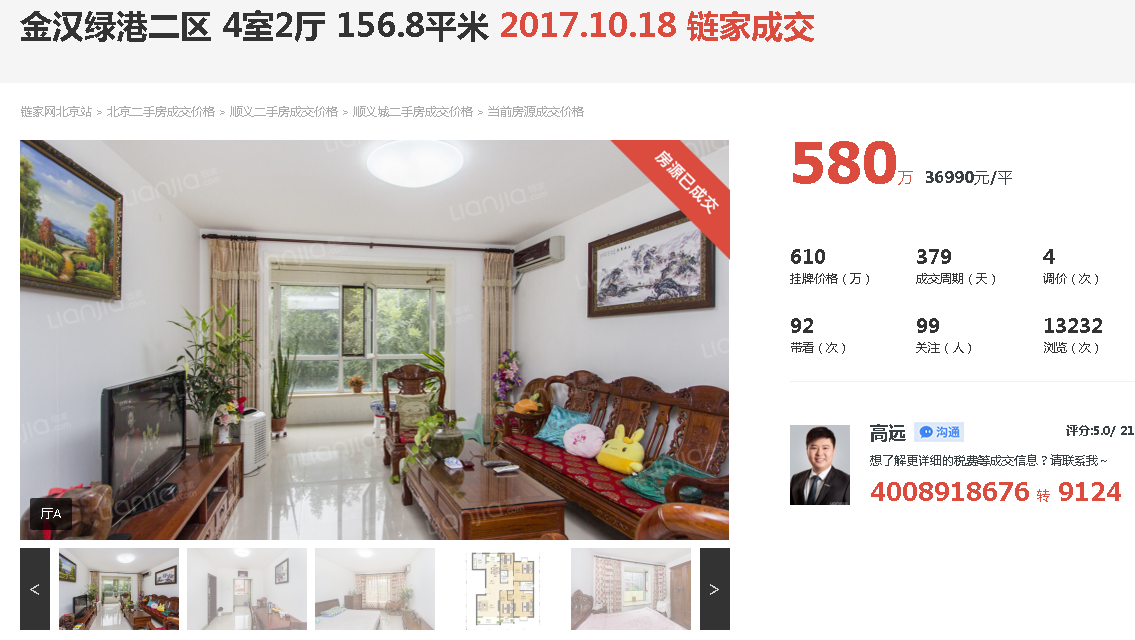 金汉绿港二区 4室2厅 156.8平米 2017.10.18 链家成交
链家网北京站 > 北京二手房成交价格 > 顺义二手房成交价格 > 顺义城二手房成交价格 > 当前房源成交价格
房源已成交
Lianjia
厅A
<
>
580万 36990元/平
610 379 4
挂牌价格（万） 成交周期（天） 调价（次）
92 99 13232
带看（次） 关注（人） 浏览（次）
高远 沟通 评分:5.0/ 21
想了解更详细的税费等成交信息？请联系我~
4008918676 转 9124